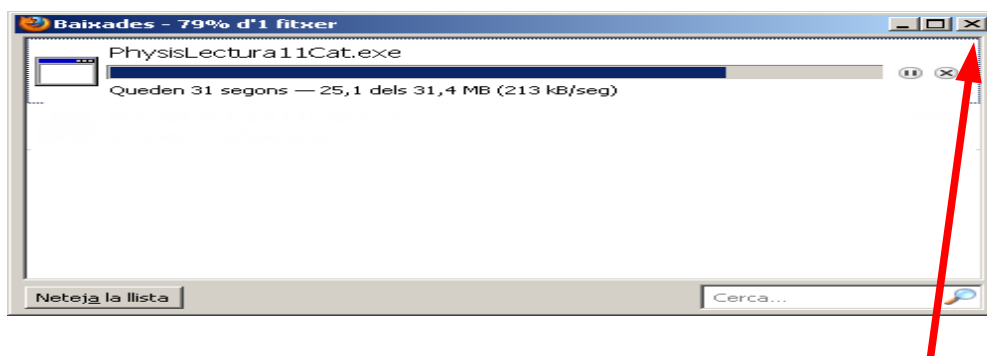 Baixades - 79% d'1 fitxer
PhysisLectura11Cat.exe
Queden 31 segons — 25,1 dels 31,4 MB (213 kB/seg)
Neteja la llista
Cerca...